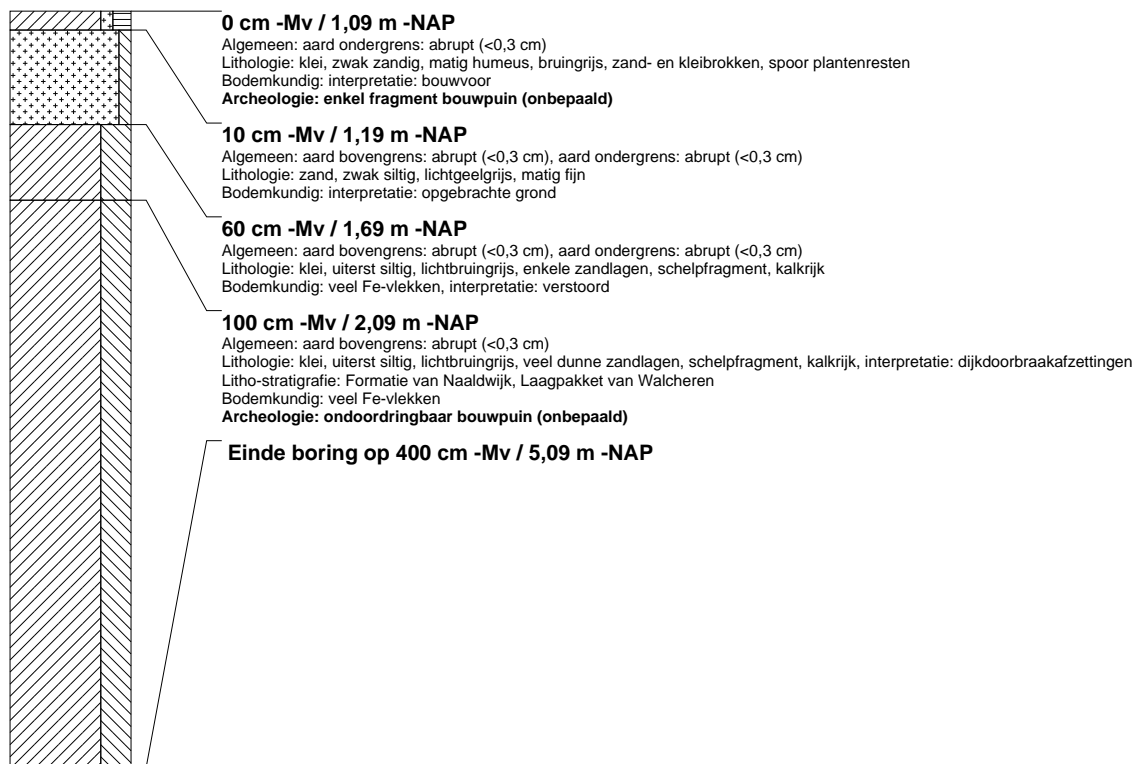 0 cm -Mv / 1,09 m -NAP
Algemeen: aard ondergrens: abrupt (<0,3 cm)
Lithologie: klei, zwak zandig, matig humeus, bruingrijs, zand- en kleibrokken, spoor plantenresten
Bodemkundig: interpretatie: bouwvoor
Archeologie: enkel fragment bouwpuin (onbepaald)
10 cm -Mv / 1,19 m -NAP
Algemeen: aard bovengrens: abrupt (<0,3 cm), aard ondergrens: abrupt (<0,3 cm)
Lithologie: zand, zwak siltig, lichtgeelgrijs, matig fijn
Bodemkundig: interpretatie: opgebrachte grond
60 cm -Mv / 1,69 m -NAP
Algemeen: aard bovengrens: abrupt (<0,3 cm), aard ondergrens: abrupt (<0,3 cm)
Lithologie: klei, uiterst siltig, lichtbruingrijs, enkele zandlagen, schelpfragment, kalkrijk
Bodemkundig: veel Fe-vlekken, interpretatie: verstoord
100 cm -Mv / 2,09 m -NAP
Algemeen: aard bovengrens: abrupt (<0,3 cm)
Lithologie: klei, uiterst siltig, lichtbruingrijs, veel dunne zandlagen, schelpfragment, kalkrijk, interpretatie: dijkdoorbraakafzettingen
Litho-stratigrafie: Formatie van Naaldwijk, Laagpakket van Walcheren
Bodemkundig: veel Fe-vlekken
Archeologie: ondoordringbaar bouwpuin (onbepaald)
Einde boring op 400 cm -Mv / 5,09 m -NAP